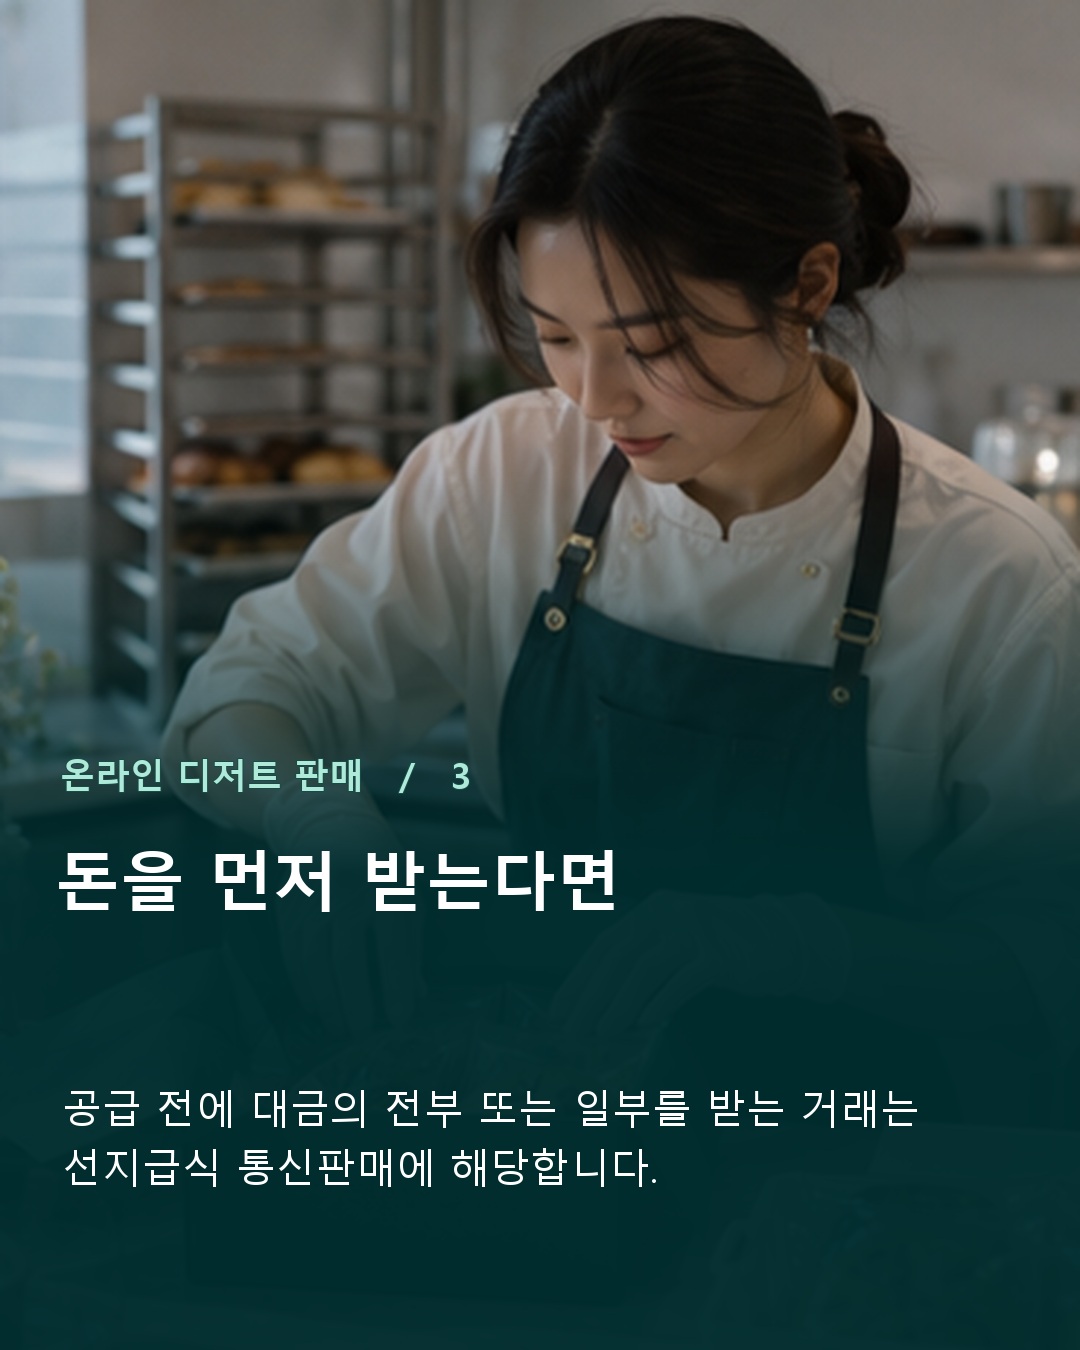 온라인 디저트 판매 / 3
돈을 먼저 받는다면
공급 전에 대금의 전부 또는 일부를 받는 거래는
선지급식 통신판매에 해당합니다.